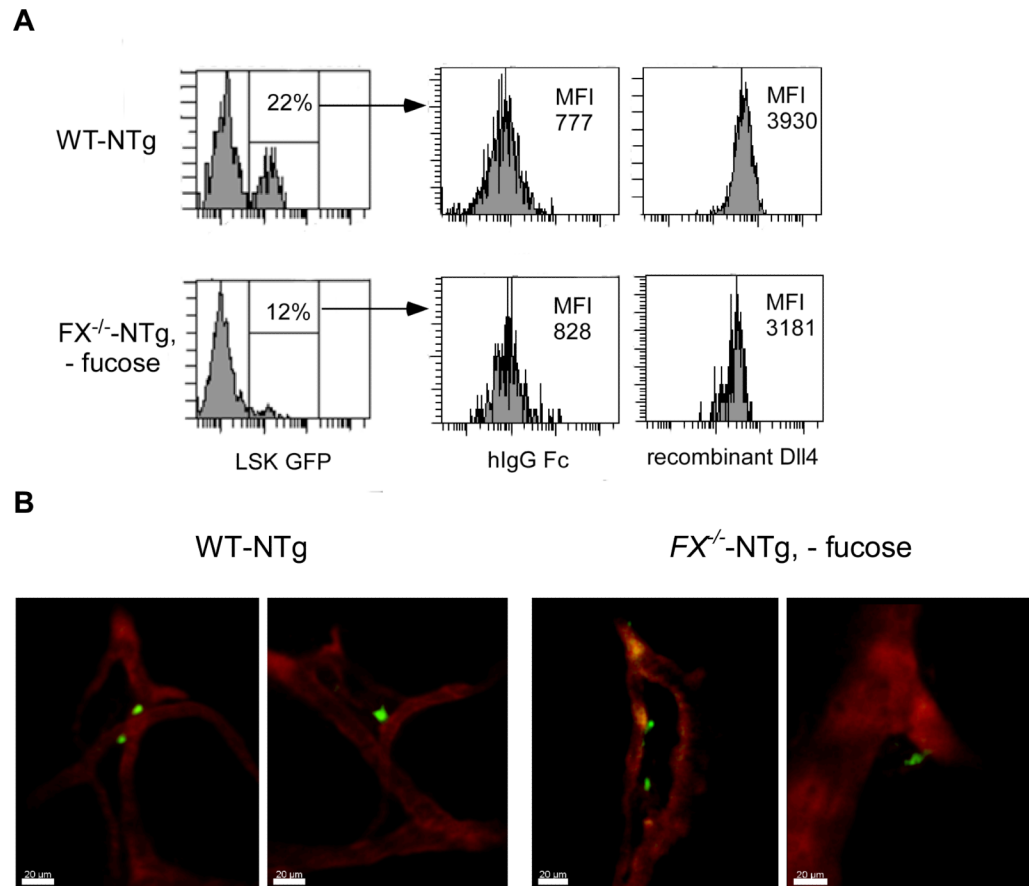 A
WT-NTg
22%
MFI
777
MFI
3930
FX-/--NTg,
- fucose
12%
MFI
828
MFI
3181
LSK GFP
hIgG Fc
recombinant Dll4
B
WT-NTg
FX-/--NTg, - fucose
20 μm
20 μm
20 μm
20 μm